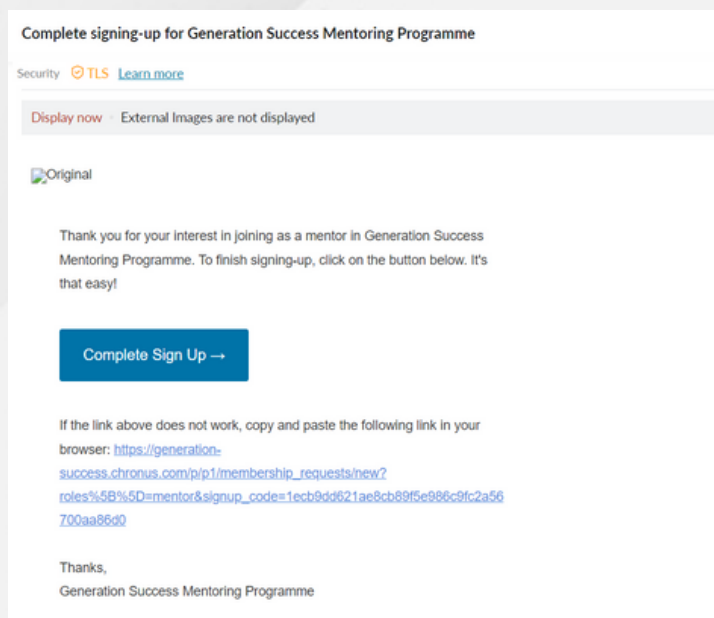 Complete signing-up for Generation Success Mentoring Programme
Security TLS Learn more
Display now External Images are not displayed
Original
Thank you for your interest in joining as a mentor in Generation Success
Mentoring Programme. To finish signing-up, click on the button below. It's
that easy!
Complete Sign Up →
If the link above does not work, copy and paste the following link in your
browser: https://generation-
success.chronus.com/p/p1/membership_requests/new?
roles%5B%5D=mentor&signup_code=1ecb9dd621ae8cb89f5e986c9fc2a56
700aa86d0
Thanks,
Generation Success Mentoring Programme